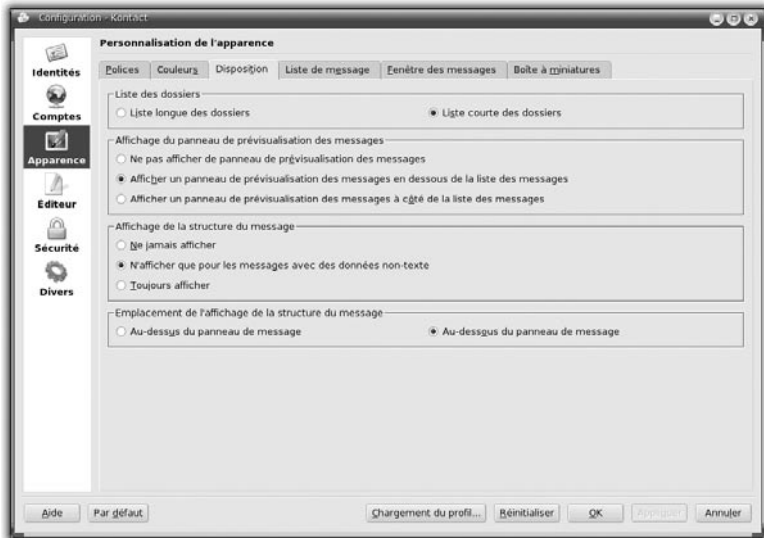 Configuration - Kontact
Personnalisation de l'apparence
Identités
Comptes
Apparence
Éditeur
Sécurité
Divers
Polices
Couleurs
Disposition
Liste de message
Fenêtre des messages
Boîte à miniatures
Liste des dossiers
Liste longue des dossiers
Liste courte des dossiers
Affichage du panneau de prévisualisation des messages
Ne pas afficher de panneau de prévisualisation des messages
Afficher un panneau de prévisualisation des messages en dessous de la liste des messages
Afficher un panneau de prévisualisation des messages à côté de la liste des messages
Affichage de la structure du message
Ne jamais afficher
N'afficher que pour les messages avec des données non-texte
Toujours afficher
Emplacement de l'affichage de la structure du message
Au-dessus du panneau de message
Au-dessous du panneau de message
Aide
Par défaut
Chargement du profil...
Réinitialiser
OK
Appliquer
Annuler